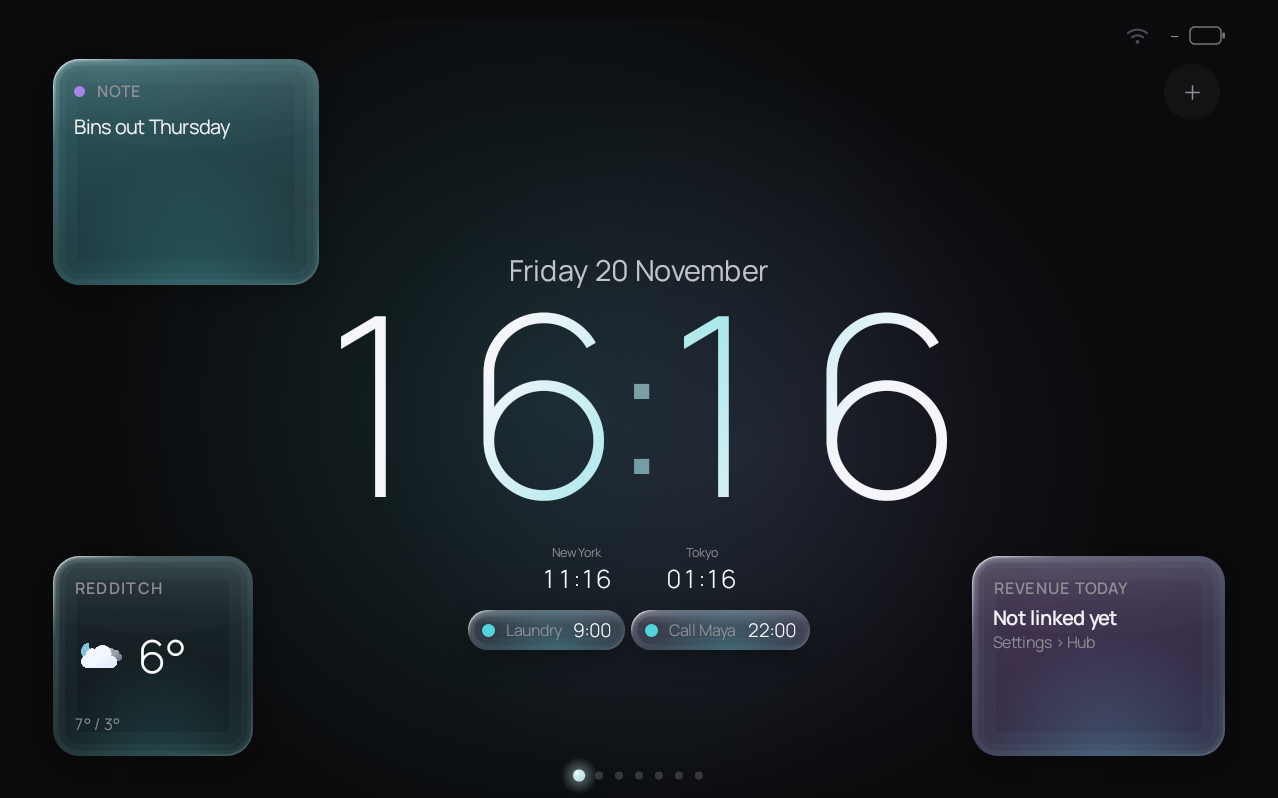 –
NOTE
Bins out Thursday
+
Friday 20 November
16:16
New York
11:16
Tokyo
01:16
Laundry 9:00
Call Maya 22:00
REDDITCH
6°
7° / 3°
REVENUE TODAY
Not linked yet
Settings › Hub